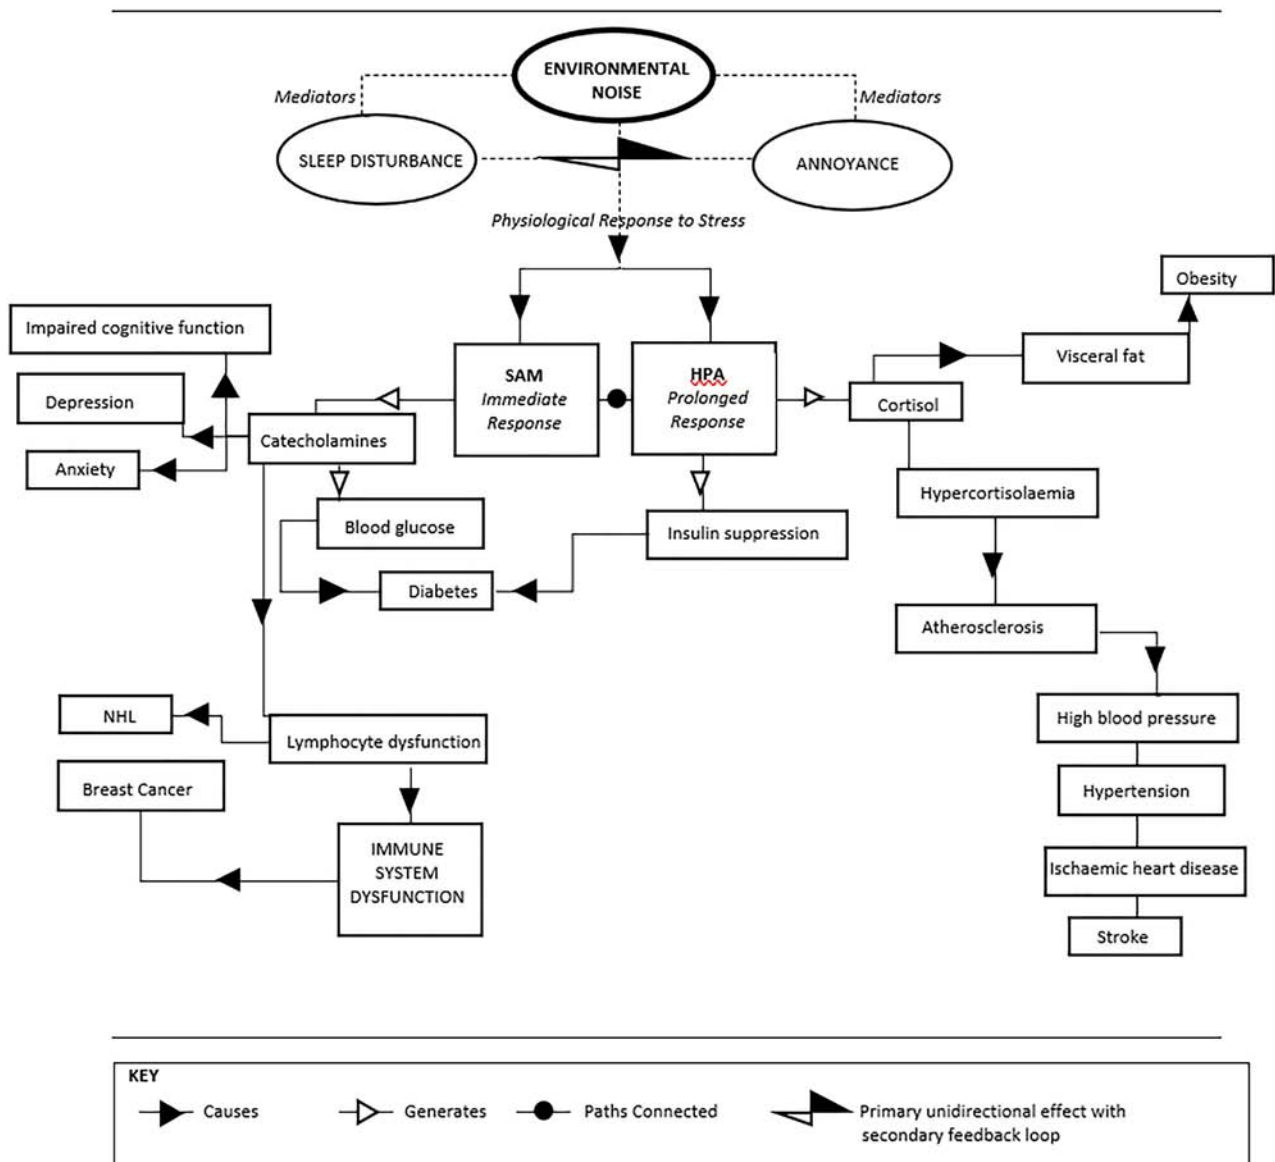 ENVIRONMENTAL
NOISE
Mediators
Mediators
SLEEP DISTURBANCE
ANNOYANCE
Physiological Response to Stress
Obesity
Impaired cognitive function
Visceral fat
SAM
Immediate
Response
HPA
Prolonged
Response
Depression
Cortisol
Catecholamines
Anxiety
Hypercortisolaemia
Blood glucose
Insulin suppression
Diabetes
Atherosclerosis
NHL
High blood pressure
Lymphocyte dysfunction
Breast Cancer
Hypertension
IMMUNE
SYSTEM
DYSFUNCTION
Ischaemic heart disease
Stroke
KEY
Causes
Generates
Paths Connected
Primary unidirectional effect with
secondary feedback loop